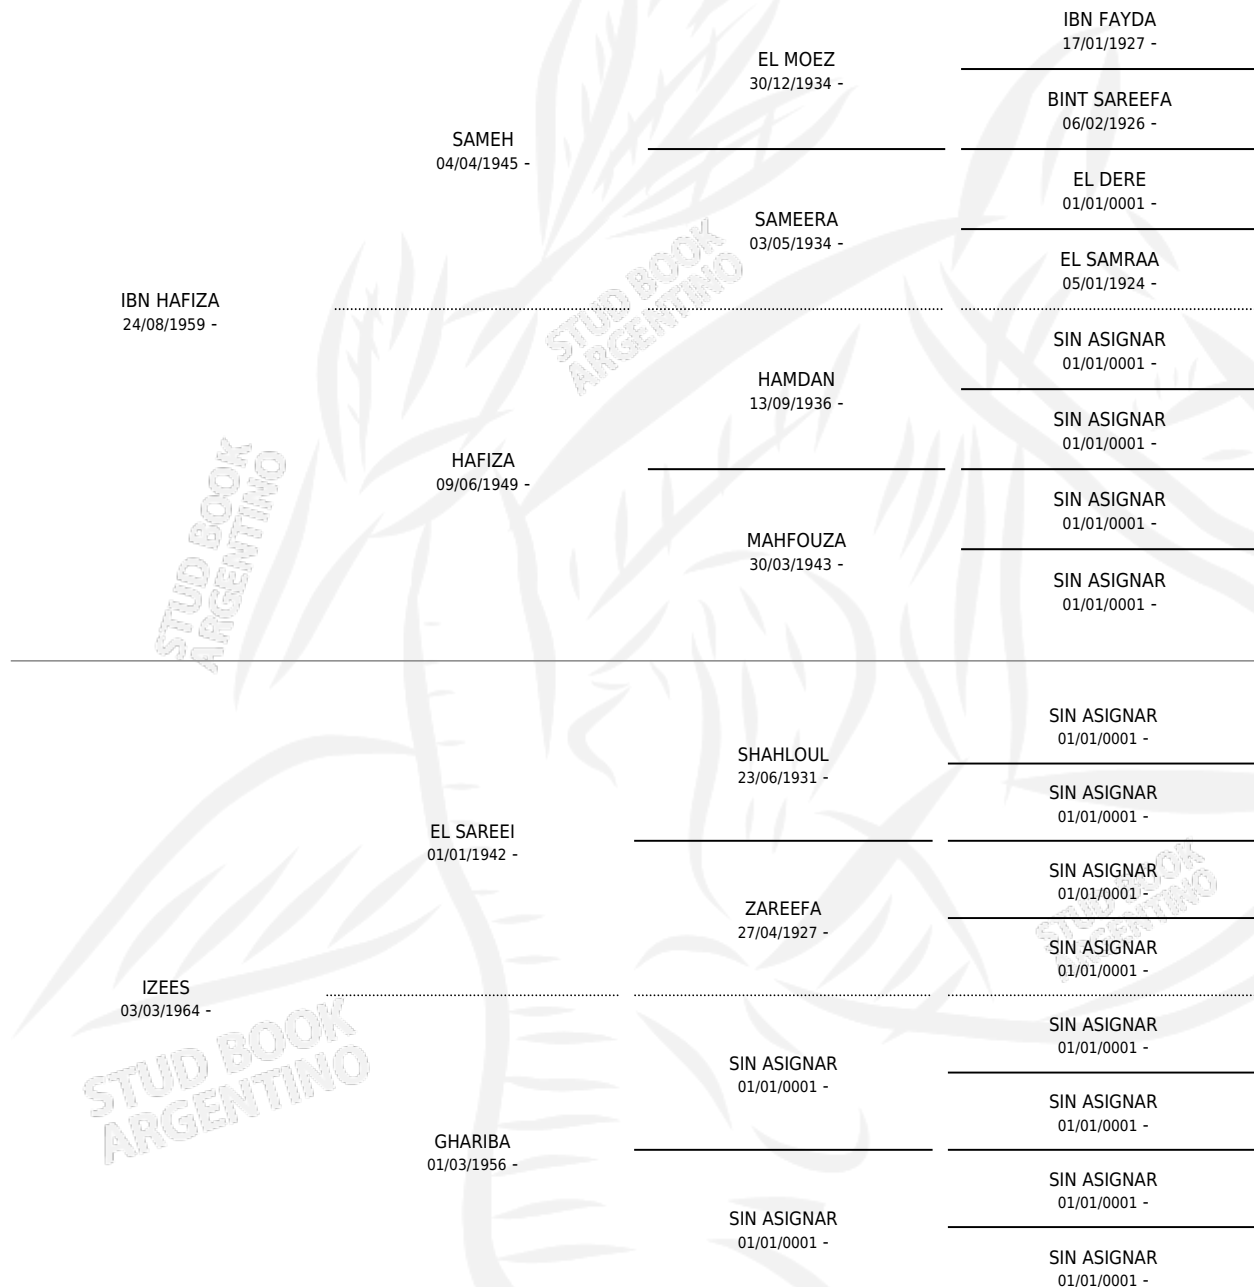 IBN FAYDA
17/01/1927 -
EL MOEZ
30/12/1934 -
BINT SAREEFA
06/02/1926 -
SAMEH
04/04/1945 -
EL DERE
01/01/0001 -
SAMEERA
03/05/1934 -
EL SAMRAA
05/01/1924 -
IBN HAFIZA
24/08/1959 -
SIN ASIGNAR
01/01/0001 -
HAMDAN
13/09/1936 -
SIN ASIGNAR
01/01/0001 -
HAFIZA
09/06/1949 -
SIN ASIGNAR
01/01/0001 -
MAHFOUZA
30/03/1943 -
SIN ASIGNAR
01/01/0001 -
SIN ASIGNAR
01/01/0001 -
SHAHLOUL
23/06/1931 -
SIN ASIGNAR
01/01/0001 -
EL SAREEI
01/01/1942 -
SIN ASIGNAR
01/01/0001 -
ZAREEFA
27/04/1927 -
SIN ASIGNAR
01/01/0001 -
IZEES
03/03/1964 -
SIN ASIGNAR
01/01/0001 -
SIN ASIGNAR
01/01/0001 -
SIN ASIGNAR
01/01/0001 -
GHARIBA
01/03/1956 -
SIN ASIGNAR
01/01/0001 -
SIN ASIGNAR
01/01/0001 -
SIN ASIGNAR
01/01/0001 -
STUD BOOK
ARGENTINO
STUD BOOK
ARGENTINO
STUD BOOK
ARGENTINO
STUD BOOK
ARGENTINO